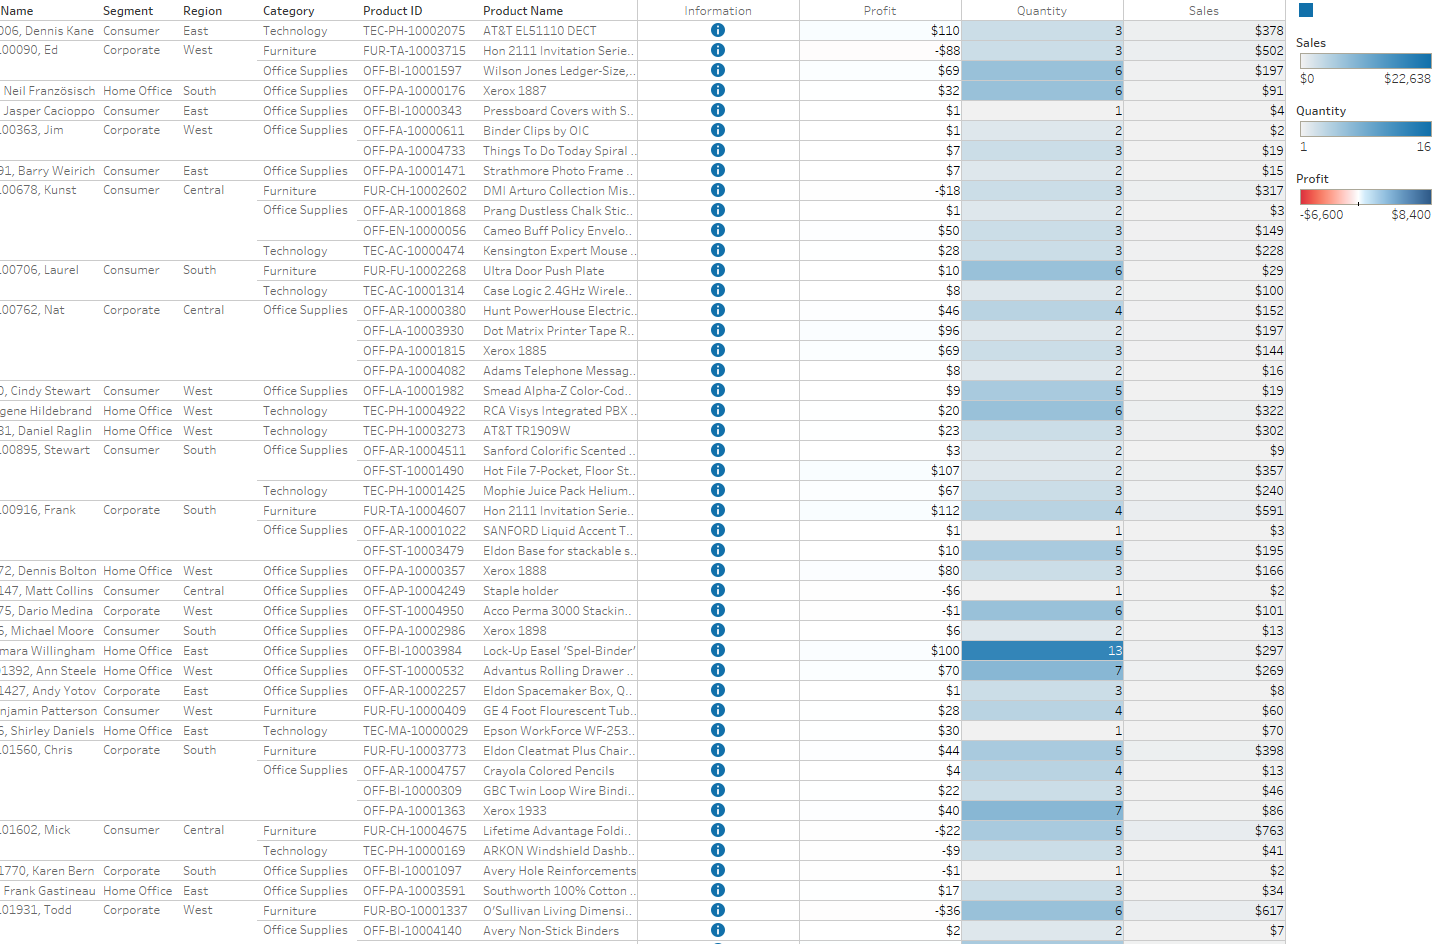 Name Segment Region Category Product ID Product Name Information Profit Quantity Sales
006, Dennis Kane Consumer East Technology TEC-PH-10002075 AT&T EL51110 DECT $110 3 $378
.00090, Ed Corporate West Furniture FUR-TA-10003715 Hon 2111 Invitation Serie.. -$88 3 $502
Office Supplies OFF-BI-10001597 Wilson Jones Ledger-Size,.. $69 6 $197
Neil Französisch Home Office South Office Supplies OFF-PA-10000176 Xerox 1887 $32 6 $91
Jasper Cacioppo Consumer East Office Supplies OFF-BI-10000343 Pressboard Covers with S.. $1 1 $4
.00363, Jim Corporate West Office Supplies OFF-FA-10000611 Binder Clips by OIC $1 2 $2
OFF-PA-10004733 Things To Do Today Spiral .. $7 3 $19
91, Barry Weirich Consumer East Office Supplies OFF-PA-10001471 Strathmore Photo Frame .. $7 2 $15
.00678, Kunst Consumer Central Furniture FUR-CH-10002602 DMI Arturo Collection Mis.. -$18 3 $317
Office Supplies OFF-AR-10001868 Prang Dustless Chalk Stic.. $1 2 $3
OFF-EN-10000056 Cameo Buff Policy Envelo.. $50 3 $149
Technology TEC-AC-10000474 Kensington Expert Mouse .. $28 3 $228
.00706, Laurel Consumer South Furniture FUR-FU-10002268 Ultra Door Push Plate $10 6 $29
Technology TEC-AC-10001314 Case Logic 2.4GHz Wirele.. $8 2 $100
.00762, Nat Corporate Central Office Supplies OFF-AR-10000380 Hunt PowerHouse Electric.. $46 4 $152
OFF-LA-10003930 Dot Matrix Printer Tape R.. $96 2 $197
OFF-PA-10001815 Xerox 1885 $69 3 $144
OFF-PA-10004082 Adams Telephone Messag.. $8 2 $16
0, Cindy Stewart Consumer West Office Supplies OFF-LA-10001982 Smead Alpha-Z Color-Cod.. $9 5 $19
gene Hildebrand Home Office West Technology TEC-PH-10004922 RCA Visys Integrated PBX .. $20 6 $322
31, Daniel Raglin Home Office West Technology TEC-PH-10003273 AT&T TR1909W $23 3 $302
.00895, Stewart Consumer South Office Supplies OFF-AR-10004511 Sanford Colorific Scented .. $3 2 $9
OFF-ST-10001490 Hot File 7-Pocket, Floor St.. $107 2 $357
Technology TEC-PH-10001425 Mophie Juice Pack Helium.. $67 3 $240
.00916, Frank Corporate South Furniture FUR-TA-10004607 Hon 2111 Invitation Serie.. $112 4 $591
Office Supplies OFF-AR-10001022 SANFORD Liquid Accent T.. $1 1 $3
OFF-ST-10003479 Eldon Base for stackable s.. $10 5 $195
72, Dennis Bolton Home Office West Office Supplies OFF-PA-10000357 Xerox 1888 $80 3 $166
147, Matt Collins Consumer Central Office Supplies OFF-AP-10004249 Staple holder -$6 1 $2
75, Dario Medina Corporate West Office Supplies OFF-ST-10004950 Acco Perma 3000 Stackin.. -$1 6 $101
6, Michael Moore Consumer South Office Supplies OFF-PA-10002986 Xerox 1898 $6 2 $13
mara Willingham Home Office East Office Supplies OFF-BI-10003984 Lock-Up Easel 'Spel-Binder' $100 13 $297
1392, Ann Steele Home Office West Office Supplies OFF-ST-10000532 Advantus Rolling Drawer .. $70 7 $269
1427, Andy Yotov Corporate East Office Supplies OFF-AR-10002257 Eldon Spacemaker Box, Q.. $1 3 $8
njamin Patterson Consumer West Furniture FUR-FU-10000409 GE 4 Foot Flourescent Tub.. $28 4 $60
5, Shirley Daniels Home Office East Technology TEC-MA-10000029 Epson WorkForce WF-253.. $30 1 $70
.01560, Chris Corporate South Furniture FUR-FU-10003773 Eldon Cleatmat Plus Chair.. $44 5 $398
Office Supplies OFF-AR-10004757 Crayola Colored Pencils $4 4 $13
OFF-BI-10000309 GBC Twin Loop Wire Bindi.. $22 3 $46
OFF-PA-10001363 Xerox 1933 $40 7 $86
.01602, Mick Consumer Central Furniture FUR-CH-10004675 Lifetime Advantage Foldi.. -$22 5 $763
Technology TEC-PH-10000169 ARKON Windshield Dashb.. -$9 3 $41
1770, Karen Bern Corporate South Office Supplies OFF-BI-10001097 Avery Hole Reinforcements -$1 1 $2
Frank Gastineau Home Office East Office Supplies OFF-PA-10003591 Southworth 100% Cotton .. $17 3 $34
.01931, Todd Corporate West Furniture FUR-BO-10001337 O'Sullivan Living Dimensi.. -$36 6 $617
Office Supplies OFF-BI-10004140 Avery Non-Stick Binders $2 2 $7
Sales
$0 $22,638
Quantity
1 16
Profit
-$6,600 $8,400